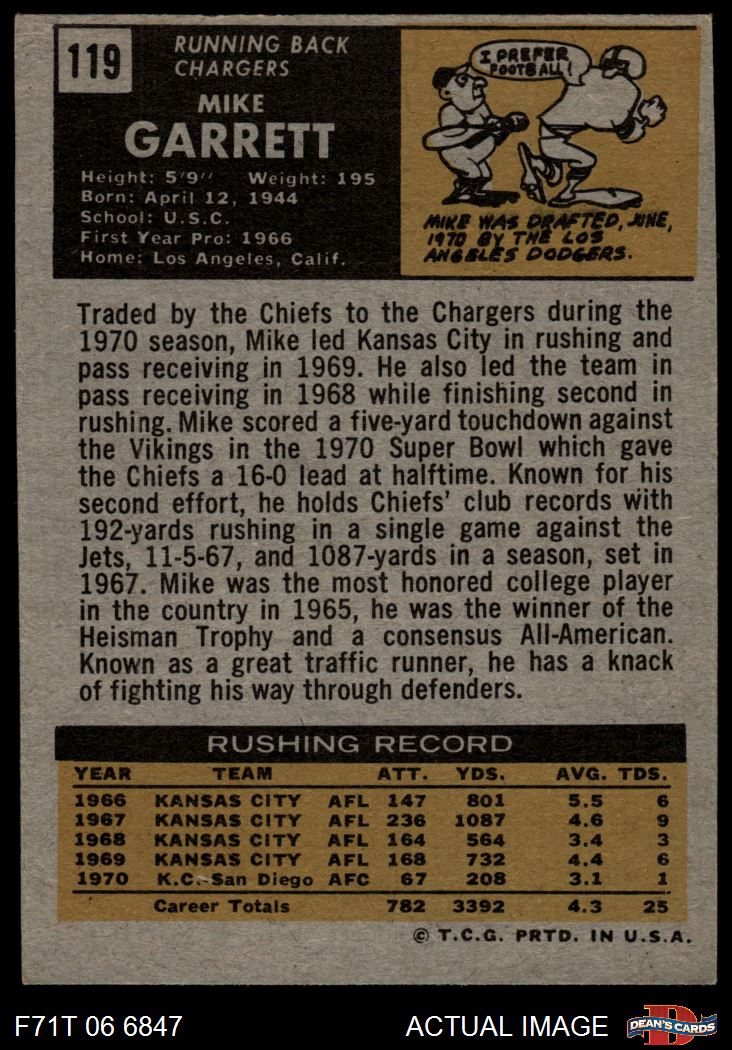 119
RUNNING BACK
CHARGERS
MIKE
GARRETT
Height: 5'9" Weight: 195
Born: April 12, 1944
School: U.S.C.
First Year Pro: 1966
Home: Los Angeles, Calif.
I PREFER
FOOTBALL!
MIKE WAS DRAFTED, JUNE,
1970 BY THE LOS
ANGELES DODGERS.
Traded by the Chiefs to the Chargers during the
1970 season, Mike led Kansas City in rushing and
pass receiving in 1969. He also led the team in
pass receiving in 1968 while finishing second in
rushing. Mike scored a five-yard touchdown against
the Vikings in the 1970 Super Bowl which gave
the Chiefs a 16-0 lead at halftime. Known for his
second effort, he holds Chiefs' club records with
192-yards rushing in a single game against the
Jets, 11-5-67, and 1087-yards in a season, set in
1967. Mike was the most honored college player
in the country in 1965, he was the winner of the
Heisman Trophy and a consensus All-American.
Known as a great traffic runner, he has a knack
of fighting his way through defenders.
RUSHING RECORD
YEAR TEAM ATT. YDS. AVG. TDS.
1966 KANSAS CITY AFL 147 801 5.5 6
1967 KANSAS CITY AFL 236 1087 4.6 9
1968 KANSAS CITY AFL 164 564 3.4 3
1969 KANSAS CITY AFL 168 732 4.4 6
1970 K.C.-San Diego AFC 67 208 3.1 1
Career Totals 782 3392 4.3 25
© T.C.G. PRTD. IN U.S.A.
F71T 06 6847 ACTUAL IMAGE DEAN'S CARDS